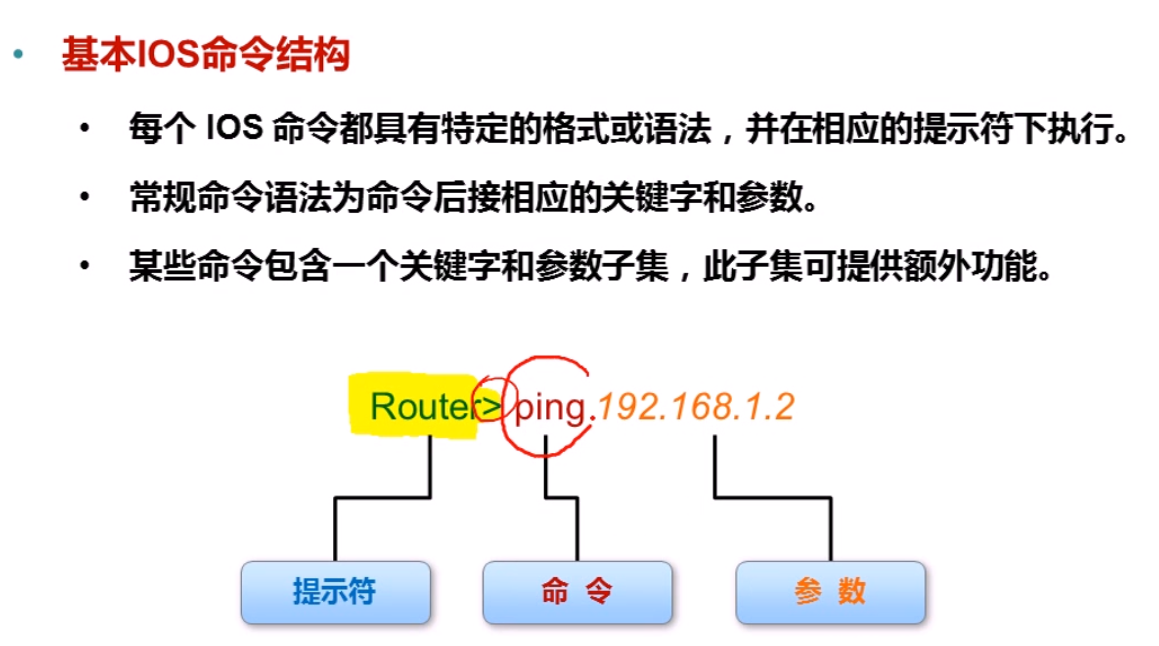 • 基本IOS命令结构
• 每个 IOS 命令都具有特定的格式或语法，并在相应的提示符下执行。
• 常规命令语法为命令后接相应的关键字和参数。
• 某些命令包含一个关键字和参数子集，此子集可提供额外功能。
Router> ping 192.168.1.2
提示符 命 令 参 数